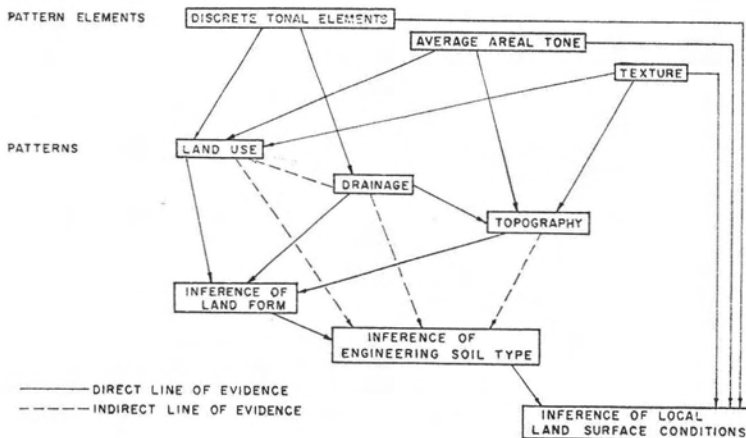 PATTERN ELEMENTS
DISCRETE TONAL ELEMENTS
AVERAGE AREAL TONE
TEXTURE
PATTERNS
LAND USE
DRAINAGE
TOPOGRAPHY
INFERENCE OF
LAND FORM
INFERENCE OF
ENGINEERING SOIL TYPE
DIRECT LINE OF EVIDENCE
INDIRECT LINE OF EVIDENCE
INFERENCE OF LOCAL
LAND SURFACE CONDITIONS